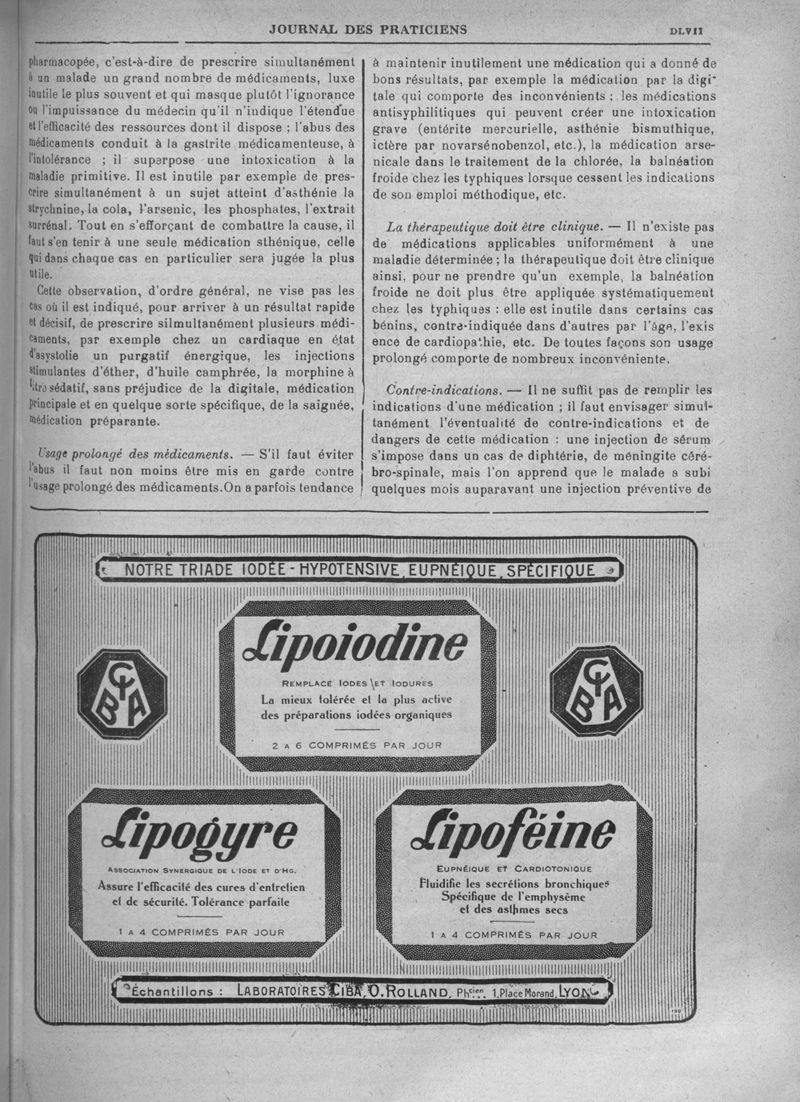 JOURNAL DES PRATICIENS
DLVII
pharmacopée, c'est-à-dire de prescrire simultanément
à un malade un grand nombre de médicaments, luxe
inutile le plus souvent et qui masque plutôt l'ignorance
ou l'impuissance du médecin qu'il n'indique l'étendue
et l'efficacité des ressources dont il dispose ; l'abus des
médicaments conduit à la gastrite médicamenteuse, à
l'intolérance ; il superpose une intoxication à la
maladie primitive. Il est inutile par exemple de pres-
crire simultanément à un sujet atteint d'asthénie la
strychnine, la cola, l'arsenic, les phosphates, l'extrait
surrénal. Tout en s'efforçant de combattre la cause, il
faut s'en tenir à une seule médication sthénique, celle
qui dans chaque cas en particulier sera jugée la plus
utile.
Cette observation, d'ordre général, ne vise pas les
cas où il est indiqué, pour arriver à un résultat rapide
et décisif, de prescrire silmultanément plusieurs médi-
caments, par exemple chez un cardiaque en état
d'asystolie un purgatif énergique, les injections
stimulantes d'éther, d'huile camphrée, la morphine à
titre sédatif, sans préjudice de la digitale, médication
principale et en quelque sorte spécifique, de la saignée,
médication préparante.
Usage prolongé des médicaments. — S'il faut éviter
l'abus il faut non moins être mis en garde contre
l'usage prolongé des médicaments. On a parfois tendance
à maintenir inutilement une médication qui a donné de
bons résultats, par exemple la médication par la digi-
tale qui comporte des inconvénients ; les médications
antisyphilitiques qui peuvent créer une intoxication
grave (entérite mercurielle, asthénie bismuthique,
ictère par novarsénobenzol, etc.), la médication arse-
nicale dans le traitement de la chlorée, la balnéation
froide chez les typhiques lorsque cessent les indications
de son emploi méthodique, etc.
La thérapeutique doit être clinique. — Il n'existe pas
de médications applicables uniformément à une
maladie déterminée ; la thérapeutique doit être clinique
ainsi, pour ne prendre qu'un exemple, la balnéation
froide ne doit plus être appliquée systématiquement
chez les typhiques : elle est inutile dans certains cas
bénins, contre-indiquée dans d'autres par l'âge, l'exis
ence de cardiopathie, etc. De toutes façons son usage
prolongé comporte de nombreux inconvénients.
Contre-indications. — Il ne suffit pas de remplir les
indications d'une médication ; il faut envisager simul-
tanément l'éventualité de contre-indications et de
dangers de cette médication : une injection de sérum
s'impose dans un cas de diphtérie, de méningite céré-
bro-spinale, mais l'on apprend que le malade a subi
quelques mois auparavant une injection préventive de
NOTRE TRIADE IODÉE - HYPOTENSIVE, EUPNÉIQUE, SPÉCIFIQUE
Lipoiodine
REMPLACE IODES ET IODURES
La mieux tolérée et la plus active
des préparations iodées organiques
2 A 6 COMPRIMÉS PAR JOUR
CIBA
CIBA
Lipogyre
ASSOCIATION SYNERGIQUE DE L'IODE ET D'HG.
Assure l'efficacité des cures d'entretien
et de sécurité. Tolérance parfaite
1 A 4 COMPRIMÉS PAR JOUR
Lipoféine
EUPNÉIQUE ET CARDIOTONIQUE
Fluidifie les secrétions bronchiques
Spécifique de l'emphysème
et des asthmes secs
1 A 4 COMPRIMÉS PAR JOUR
Échantillons : LABORATOIRES CIBA, O. ROLLAND, Phcien, 1, Place Morand, LYON